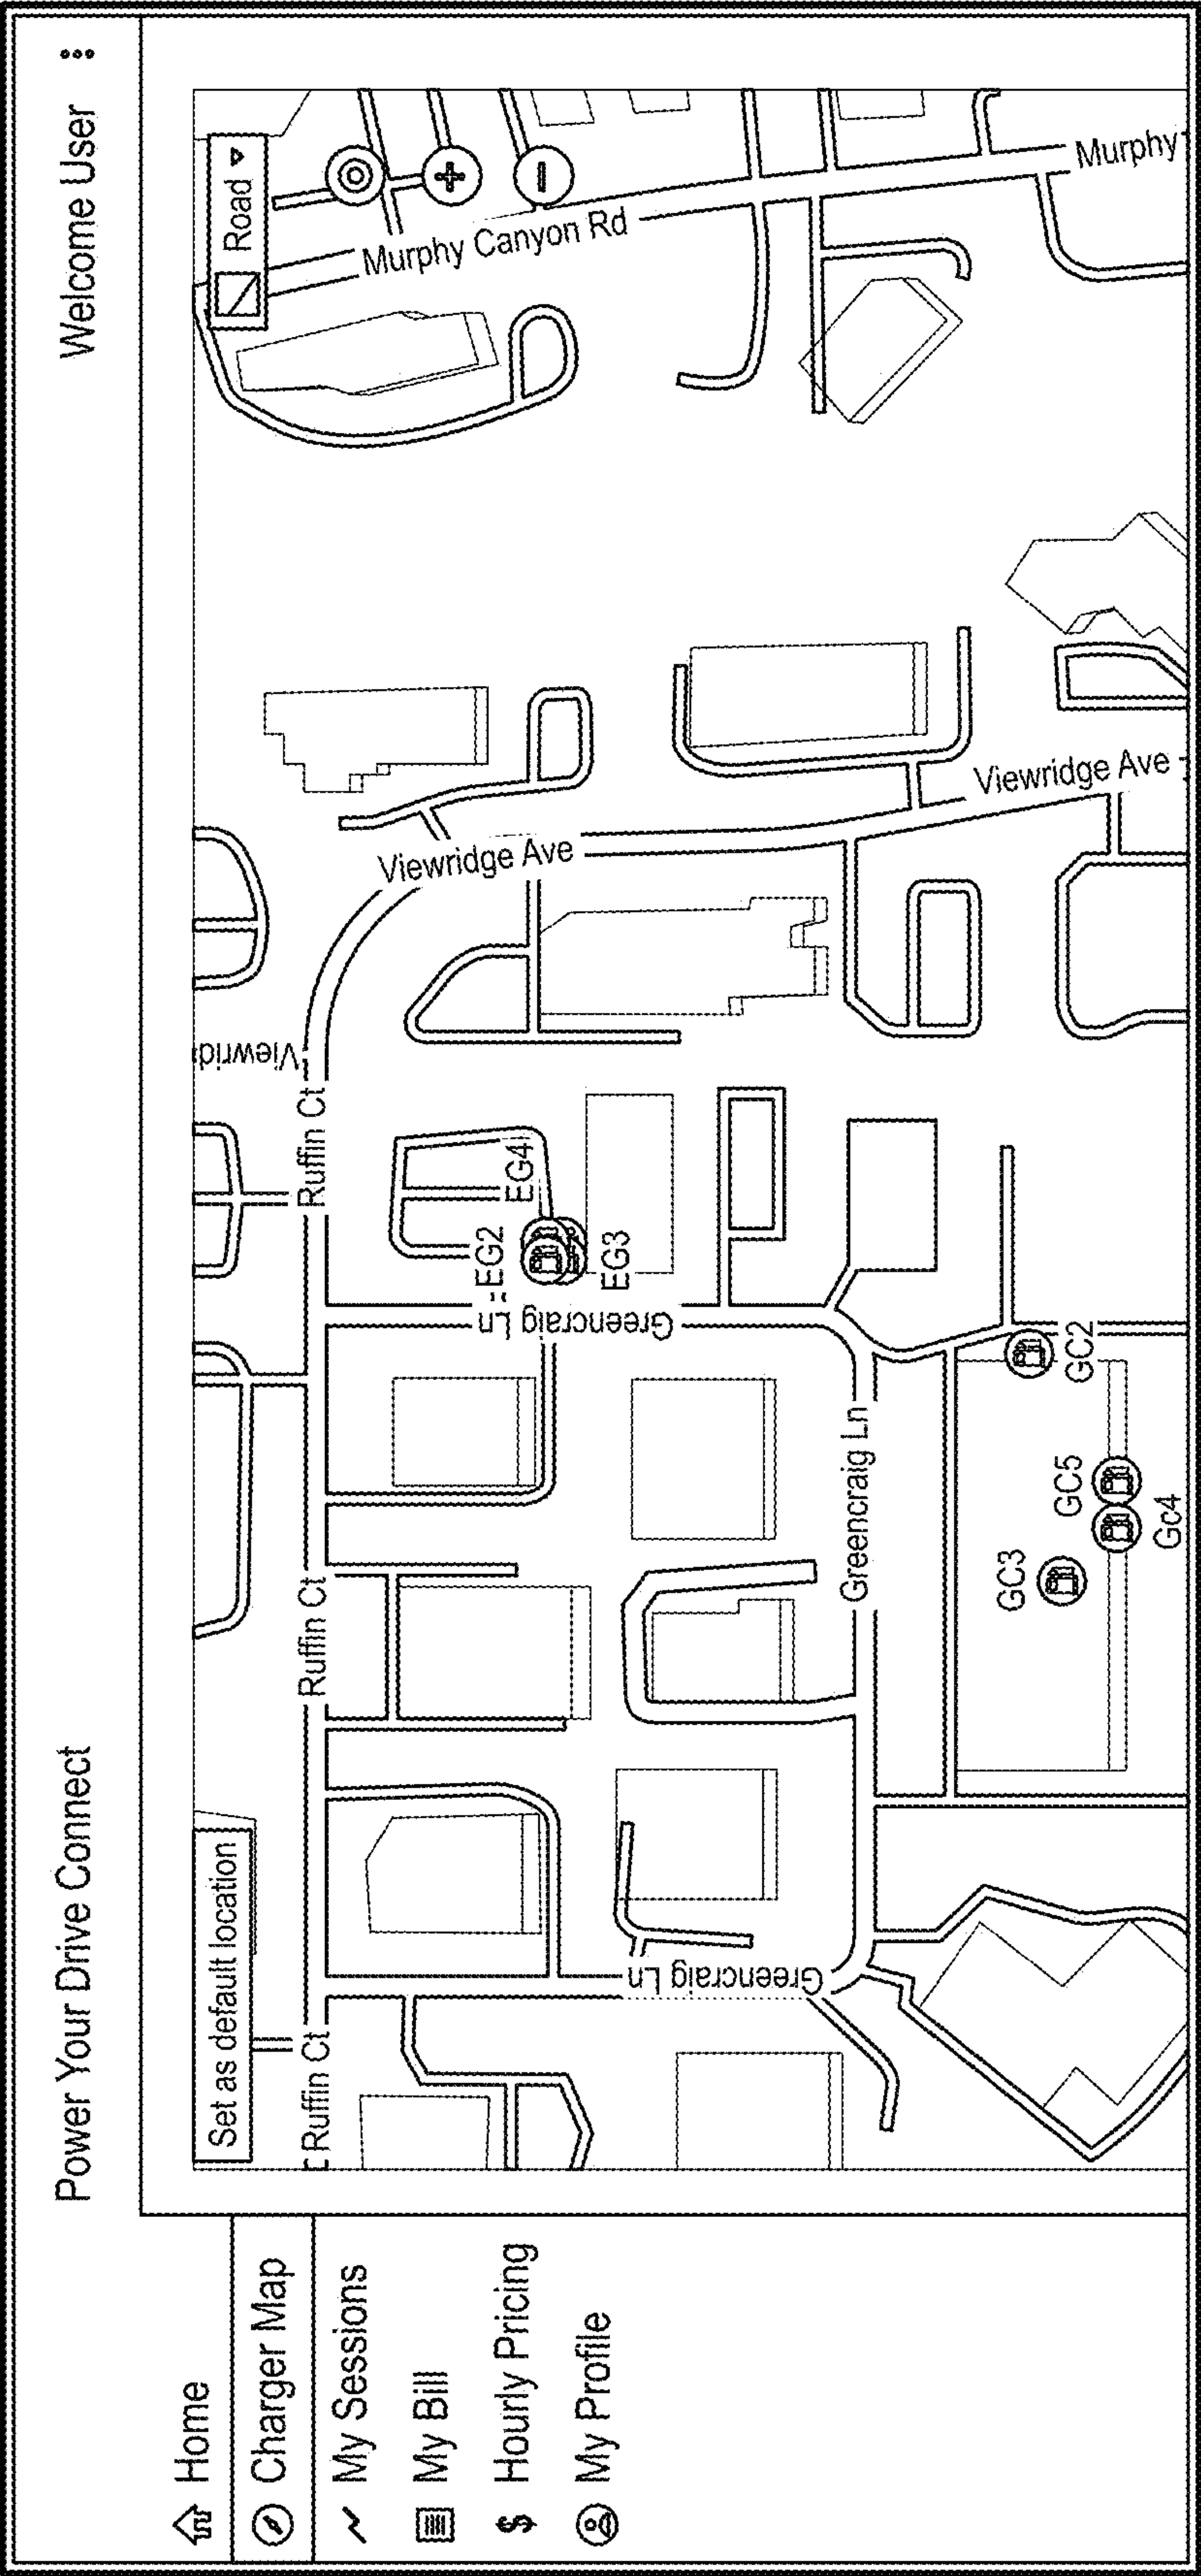 Power Your Drive Connect
Welcome User
Home
Charger Map
My Sessions
My Bill
$ Hourly Pricing
My Profile
Set as default location
Road
Ruffin Ct
Ruffin Ct
Ruffin Ct
Viewrid
Viewridge Ave
Viewridge Ave
Murphy Canyon Rd
Murphy
Greencraig Ln
Greencraig Ln
Greencraig Ln
EG2
EG4
EG3
GC3
GC5
Gc4
GC2